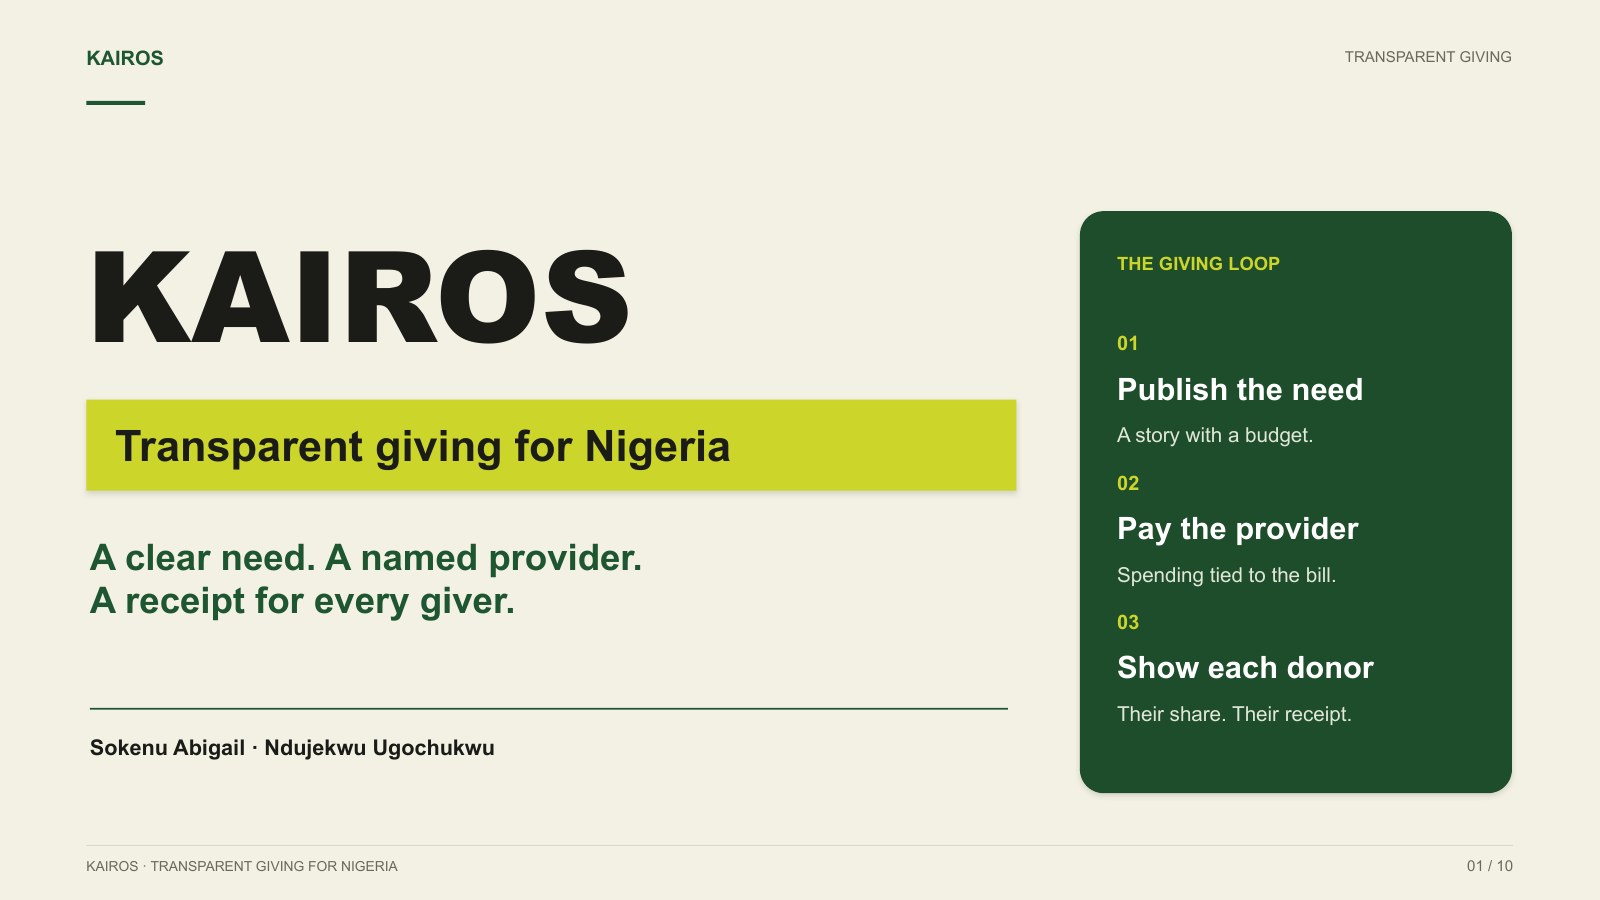 KAIROS
TRANSPARENT GIVING
KAIROS
Transparent giving for Nigeria
A clear need. A named provider.
A receipt for every giver.
Sokenu Abigail · Ndujekwu Ugochukwu
THE GIVING LOOP
01
Publish the need
A story with a budget.
02
Pay the provider
Spending tied to the bill.
03
Show each donor
Their share. Their receipt.
KAIROS · TRANSPARENT GIVING FOR NIGERIA
01 / 10